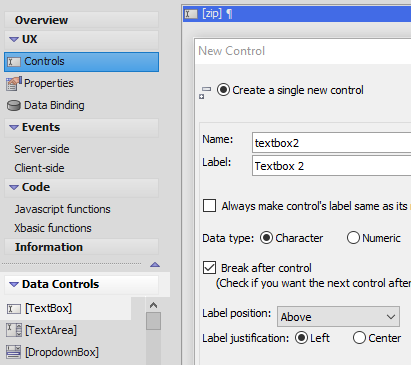 Overview
UX
Controls
Properties
Data Binding
Events
Server-side
Client-side
Code
Javascript functions
Xbasic functions
Information
Data Controls
[TextBox]
[TextArea]
[DropdownBox]
[zip] ¶
New Control
Create a single new control
Name: textbox2
Label: Textbox 2
Always make control's label same as its
Data type: Character Numeric
Break after control
(Check if you want the next control after
Label position: Above
Label justification: Left Center